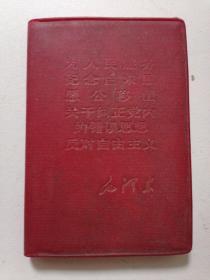 为人民服务
纪念白求恩
愚公移山
关于纠正党内
的错误思想
反对自由主义
毛泽东